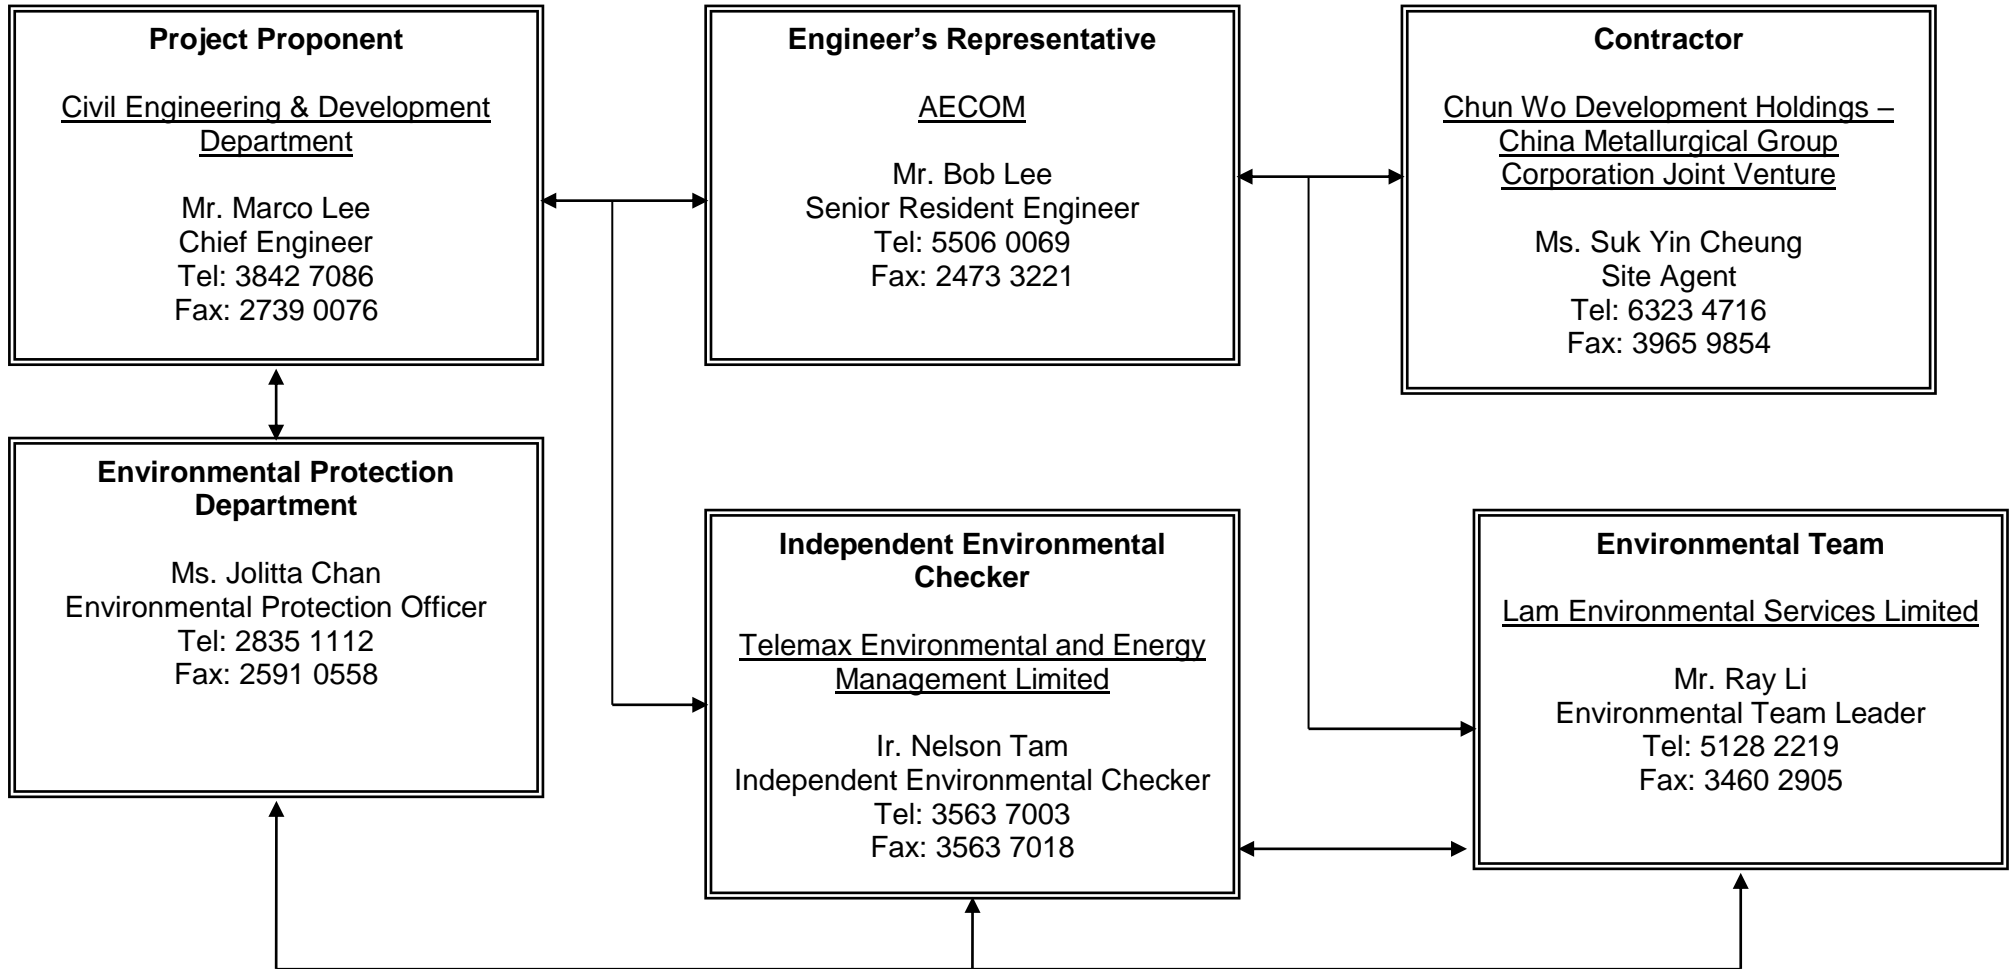 Project Proponent
Civil Engineering & Development
Department
Mr. Marco Lee
Chief Engineer
Tel: 3842 7086
Fax: 2739 0076
Engineer’s Representative
AECOM
Mr. Bob Lee
Senior Resident Engineer
Tel: 5506 0069
Fax: 2473 3221
Contractor
Chun Wo Development Holdings –
China Metallurgical Group
Corporation Joint Venture
Ms. Suk Yin Cheung
Site Agent
Tel: 6323 4716
Fax: 3965 9854
Environmental Protection
Department
Ms. Jolitta Chan
Environmental Protection Officer
Tel: 2835 1112
Fax: 2591 0558
Independent Environmental
Checker
Telemax Environmental and Energy
Management Limited
Ir. Nelson Tam
Independent Environmental Checker
Tel: 3563 7003
Fax: 3563 7018
Environmental Team
Lam Environmental Services Limited
Mr. Ray Li
Environmental Team Leader
Tel: 5128 2219
Fax: 3460 2905